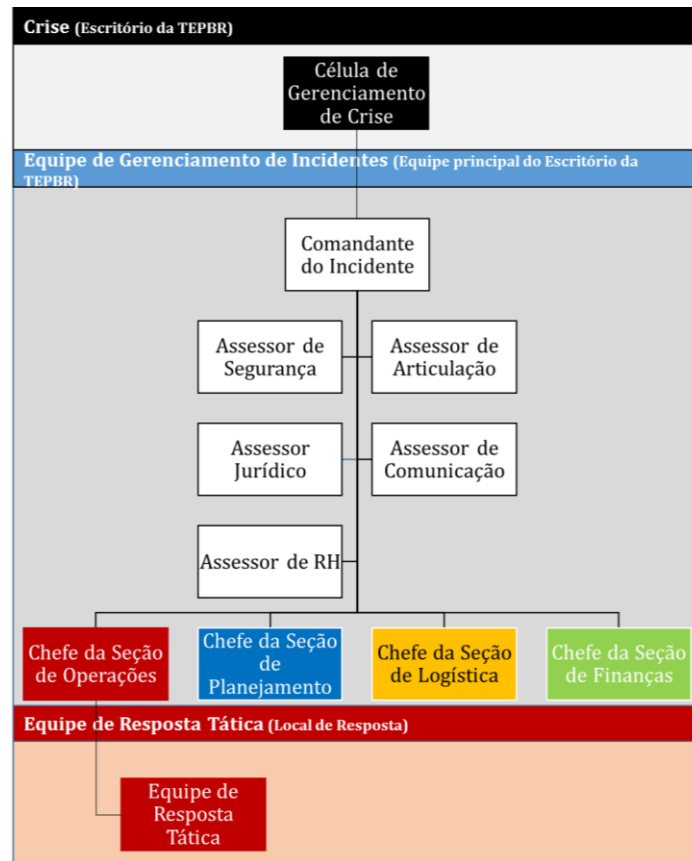 Crise (Escritório da TEPBR)
Célula de
Gerenciamento
de Crise
Equipe de Gerenciamento de Incidentes (Equipe principal do Escritório da
TEPBR)
Comandante
do Incidente
Assessor de
Segurança
Assessor de
Articulação
Assessor
Jurídico
Assessor de
Comunicação
Assessor de RH
Chefe da Seção
de Operações
Chefe da Seção
de
Planejamento
Chefe da Seção
de Logística
Chefe da Seção
de Finanças
Equipe de Resposta Tática (Local de Resposta)
Equipe de
Resposta
Tática